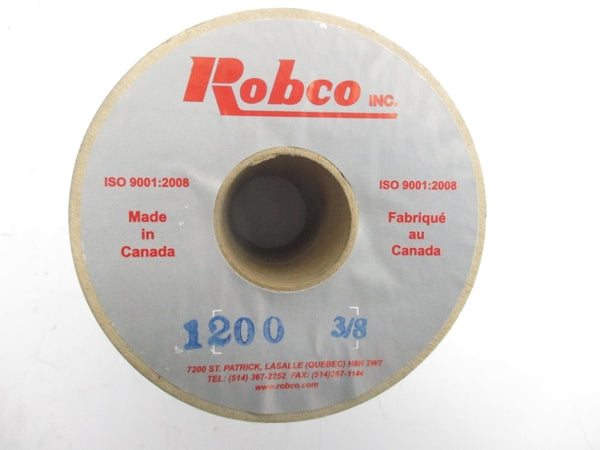 Robco INC.
ISO 9001:2008
Made
in
Canada
ISO 9001:2008
Fabriqué
au
Canada
1200 3/8
7200 ST. PATRICK, LASALLE (QUEBEC) H8N 2W7
TEL: (514) 367-2252 FAX: (514)367-1144
www.robco.com